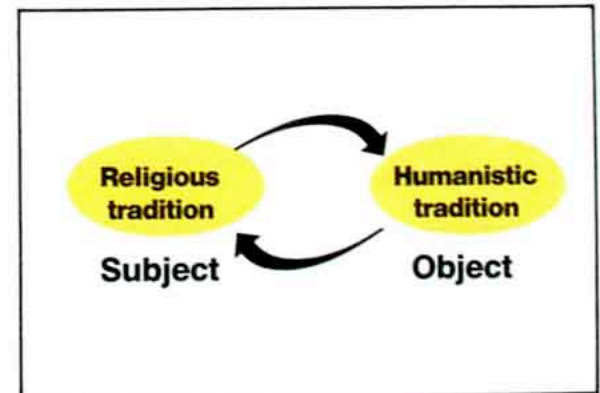 Religious
tradition
Subject
Humanistic
tradition
Object